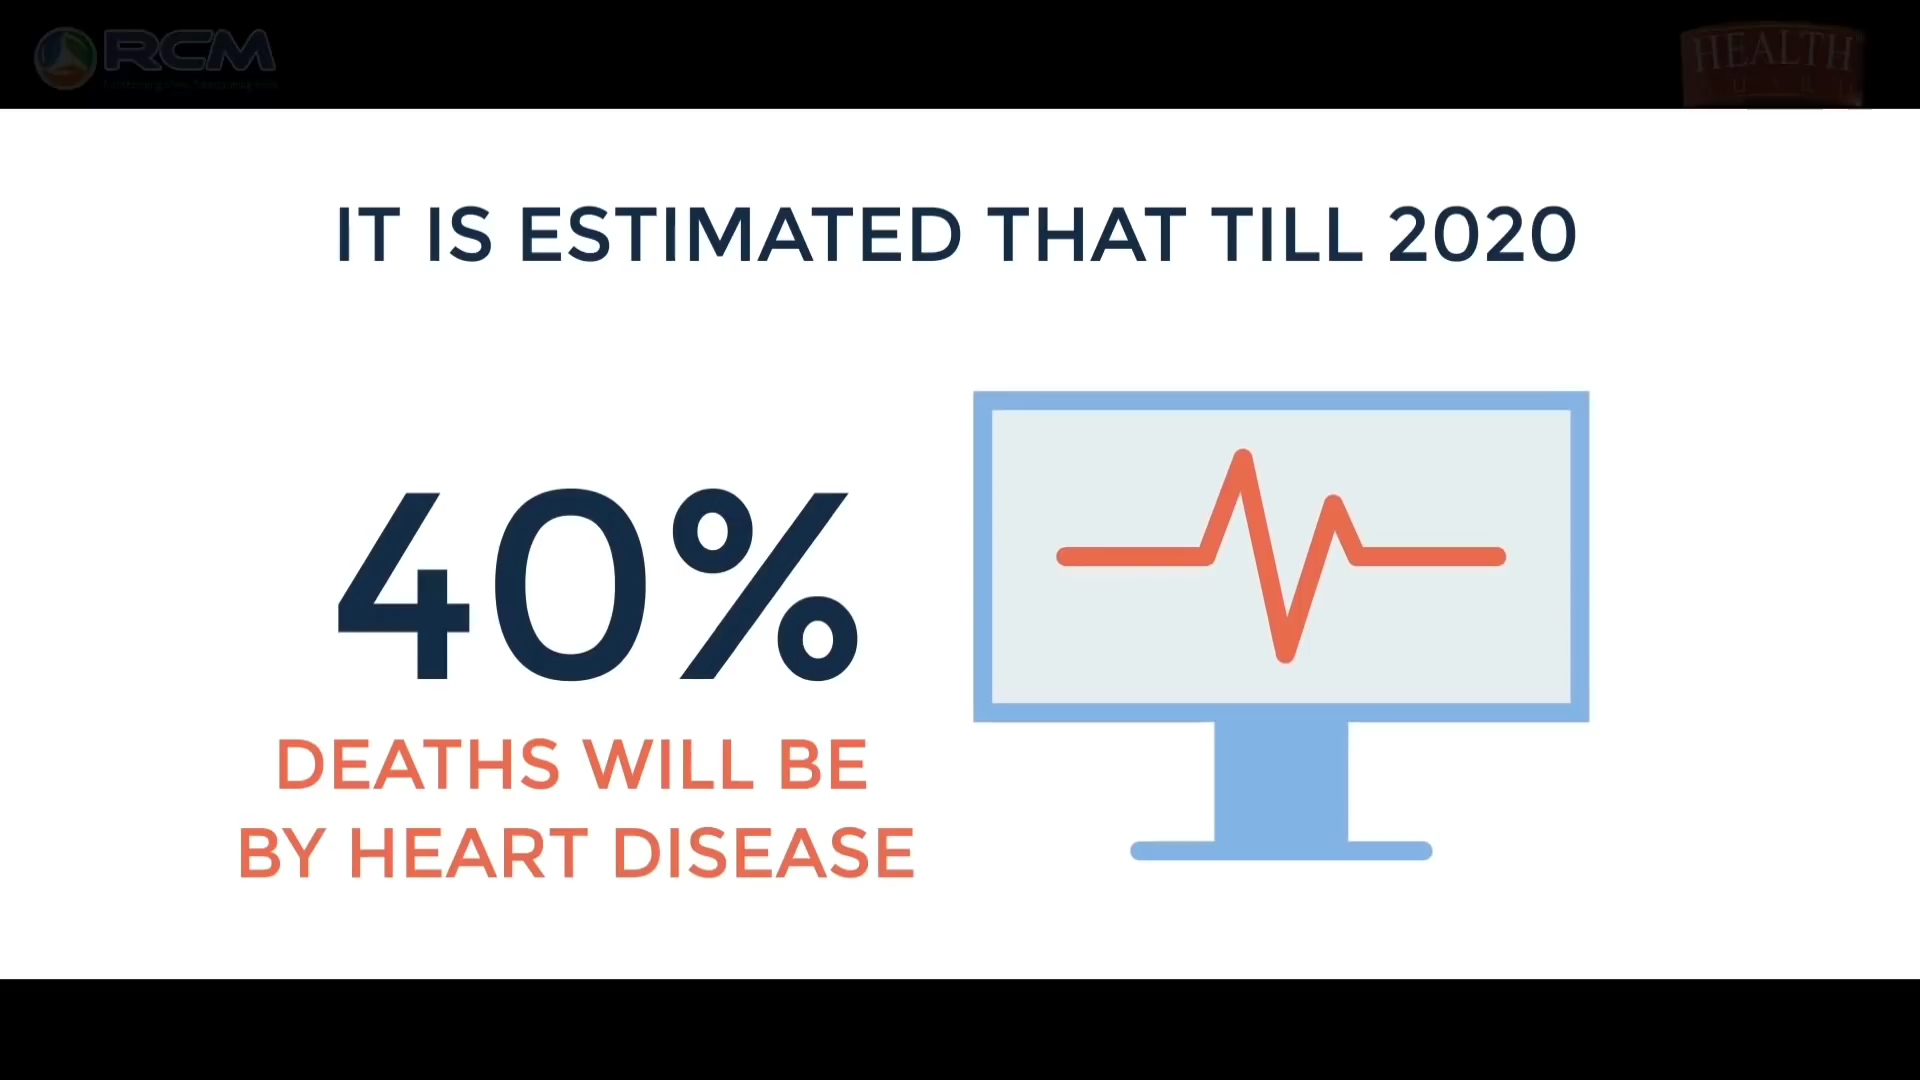 RCM
HEALTH
IT IS ESTIMATED THAT TILL 2020
40%
DEATHS WILL BE
BY HEART DISEASE